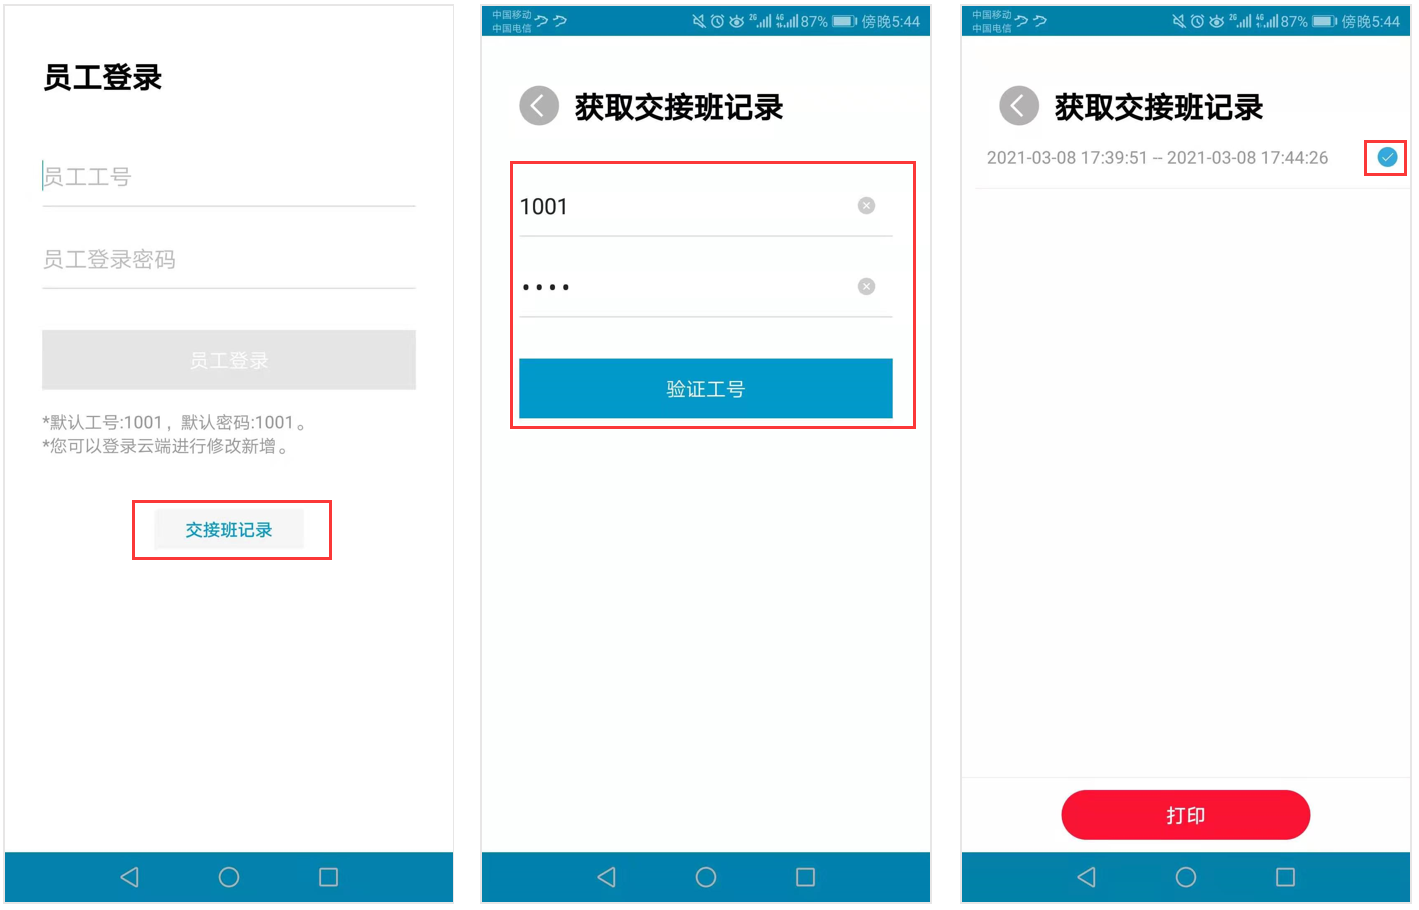 员工登录
员工工号
员工登录密码
员工登录
*默认工号:1001，默认密码:1001。
*您可以登录云端进行修改新增。
交接班记录
中国移动
中国电信
2G 4G 87% 傍晚5:44
获取交接班记录
1001
••••
验证工号
中国移动
中国电信
2G 4G 87% 傍晚5:44
获取交接班记录
2021-03-08 17:39:51 -- 2021-03-08 17:44:26
打印